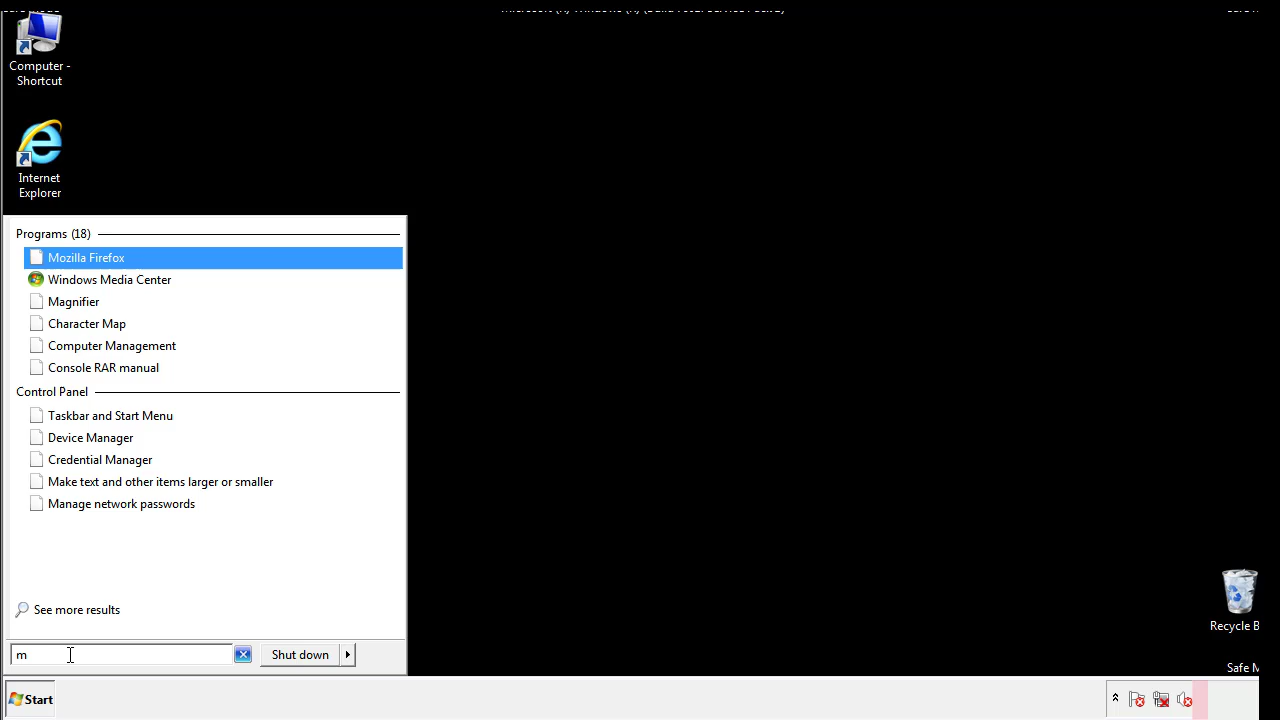 Computer -
Shortcut
Internet
Explorer
Programs (18)
Mozilla Firefox
Windows Media Center
Magnifier
Character Map
Computer Management
Console RAR manual
Control Panel
Taskbar and Start Menu
Device Manager
Credential Manager
Make text and other items larger or smaller
Manage network passwords
See more results
m
Shut down
Recycle B
Safe M
Start